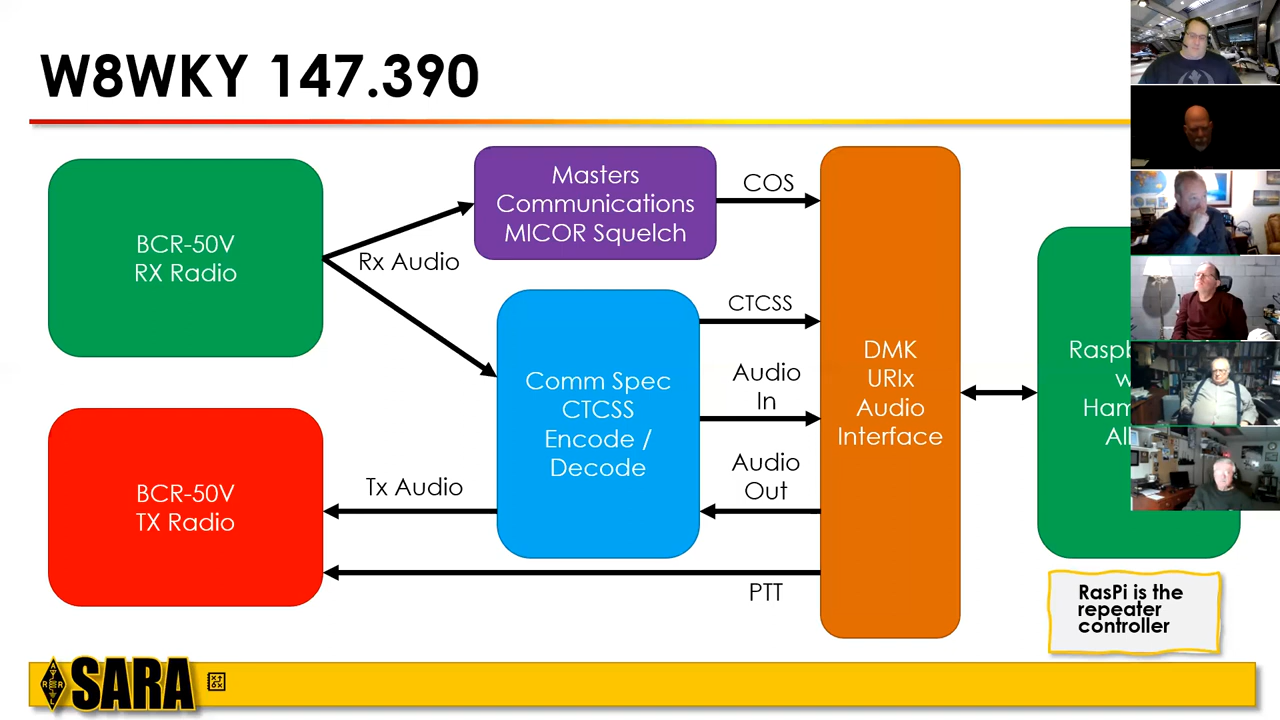 W8WKY 147.390
BCR-50V
RX Radio
Rx Audio
Masters
Communications
MICOR Squelch
COS
Comm Spec
CTCSS
Encode /
Decode
CTCSS
Audio
In
Audio
Out
DMK
URIx
Audio
Interface
BCR-50V
TX Radio
Tx Audio
PTT
RasPi is the
repeater
controller
SARA